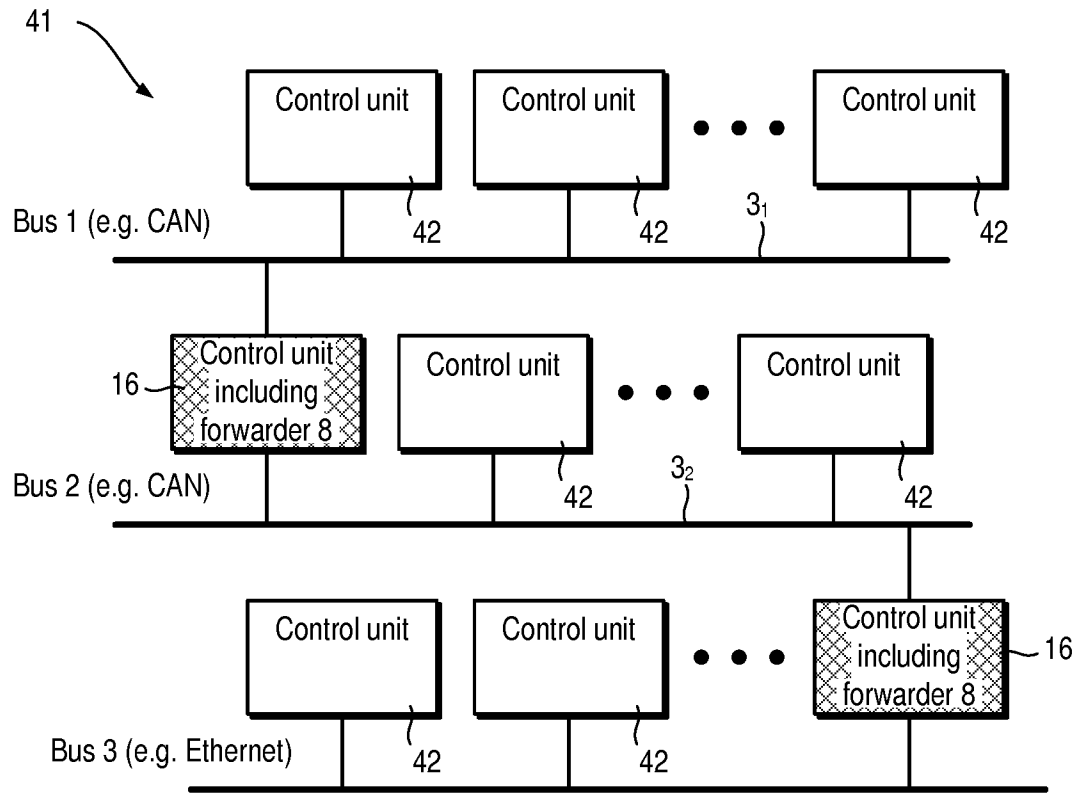 41
Control unit
Control unit
Control unit
42
42
42
Bus 1 (e.g. CAN)
3₁
Control unit
including
forwarder 8
16
Control unit
Control unit
42
42
Bus 2 (e.g. CAN)
3₂
Control unit
Control unit
Control unit
including
forwarder 8
16
42
42
Bus 3 (e.g. Ethernet)